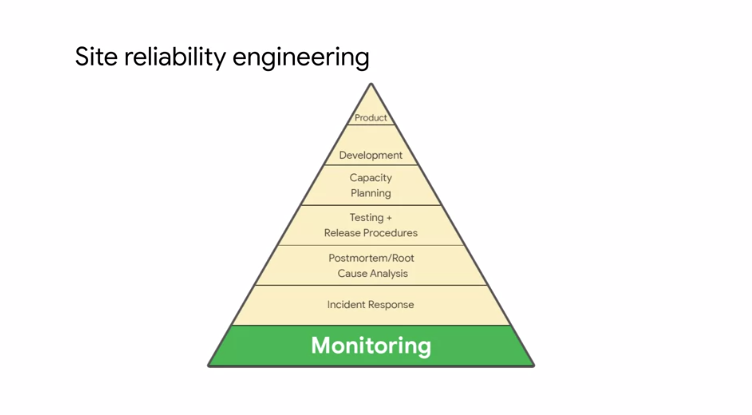 Site reliability engineering
Product
Development
Capacity
Planning
Testing +
Release Procedures
Postmortem/Root
Cause Analysis
Incident Response
Monitoring